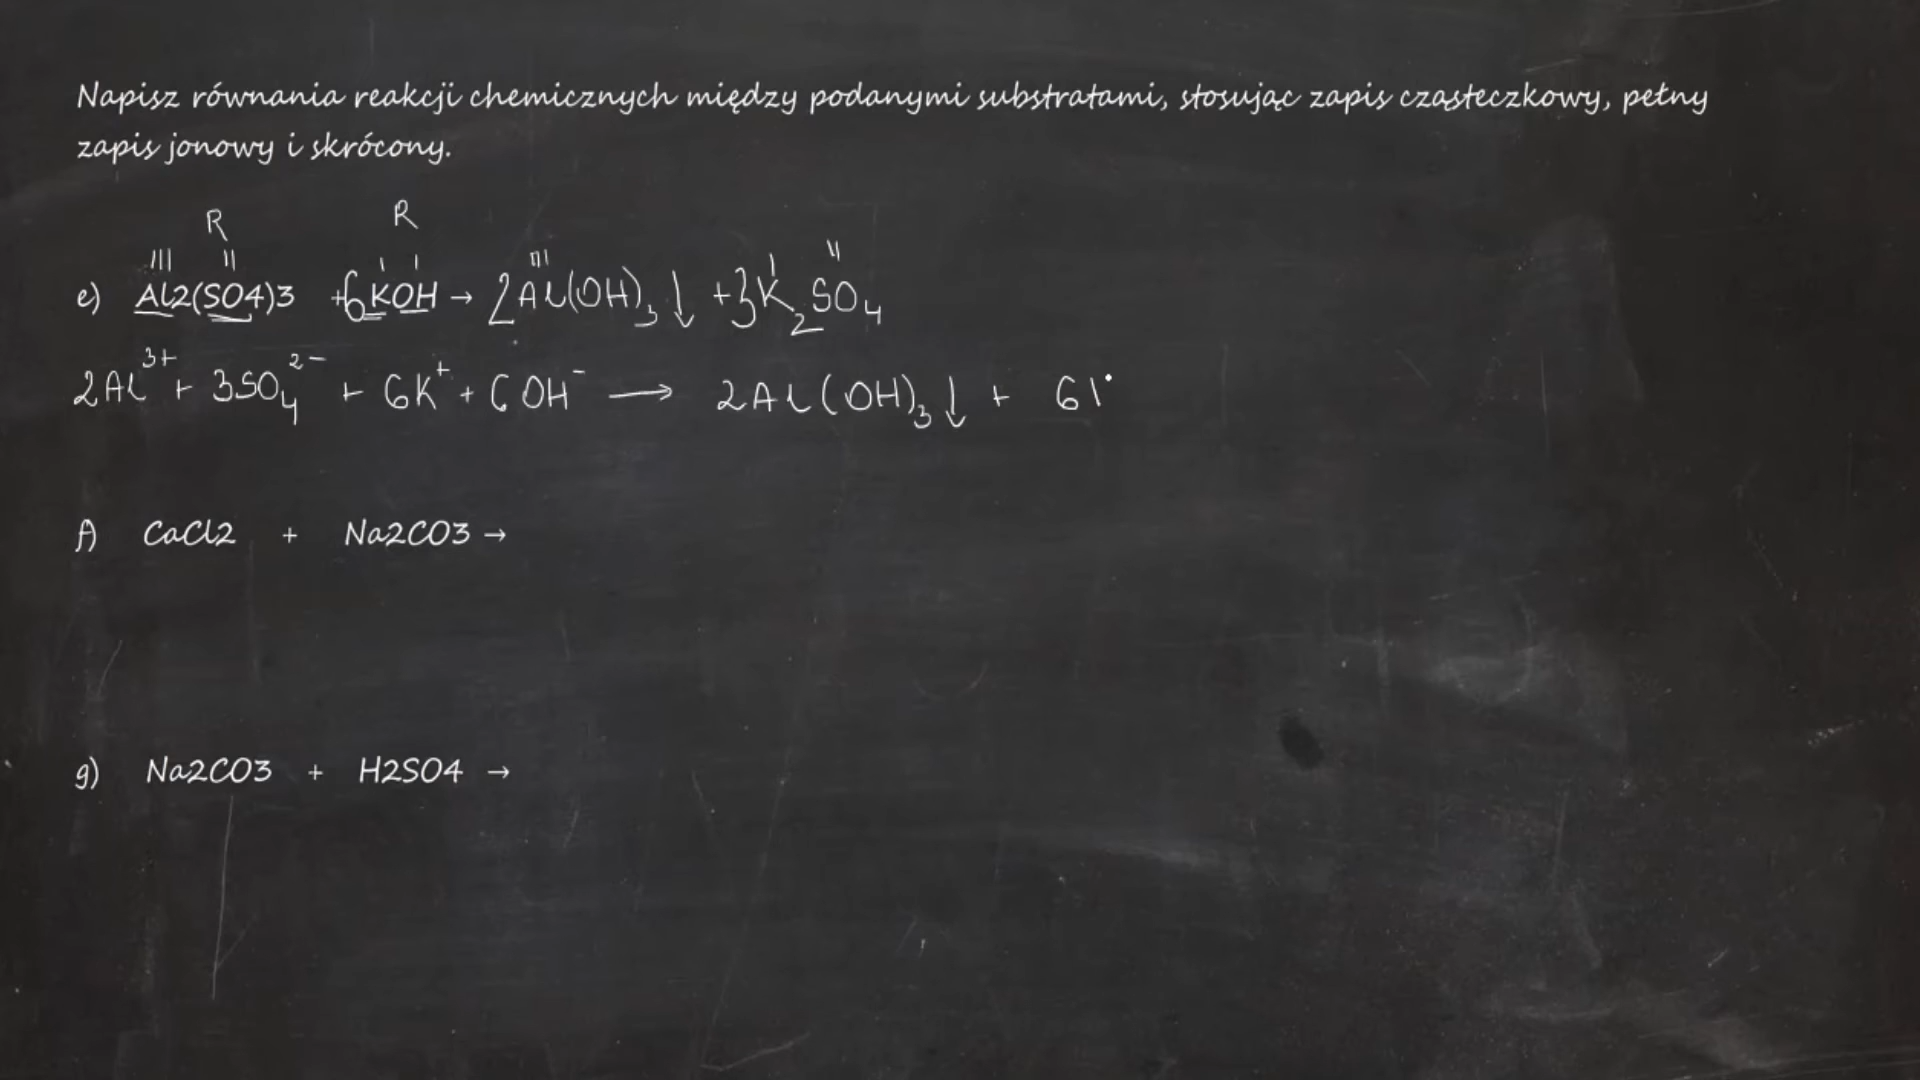 Napisz równania reakcji chemicznych między podanymi substratami, stosując zapis cząsteczkowy, pełny
zapis jonowy i skrócony.
R R
III II I I III I II
e) Al2(SO4)3 +6KOH → 2Al(OH)₃↓ +3K₂SO₄
2Al³⁺ + 3SO₄²⁻ + 6K⁺ + 6OH⁻ → 2Al(OH)₃↓ + 6
f) CaCl2 + Na2CO3 →
g) Na2CO3 + H2SO4 →